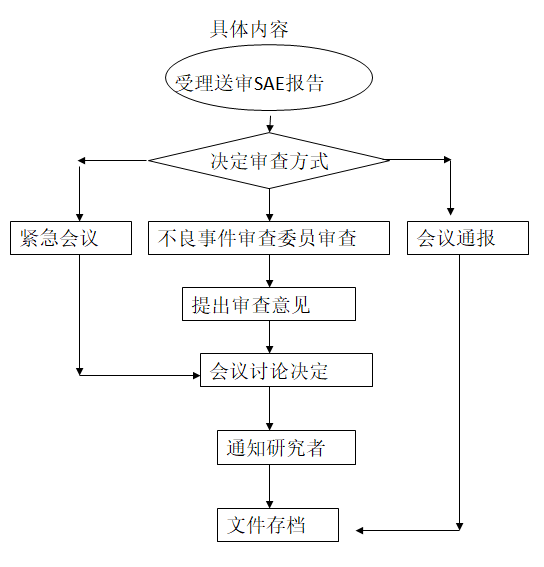 具体内容
受理送审SAE报告
决定审查方式
紧急会议
不良事件审查委员审查
会议通报
提出审查意见
会议讨论决定
通知研究者
文件存档